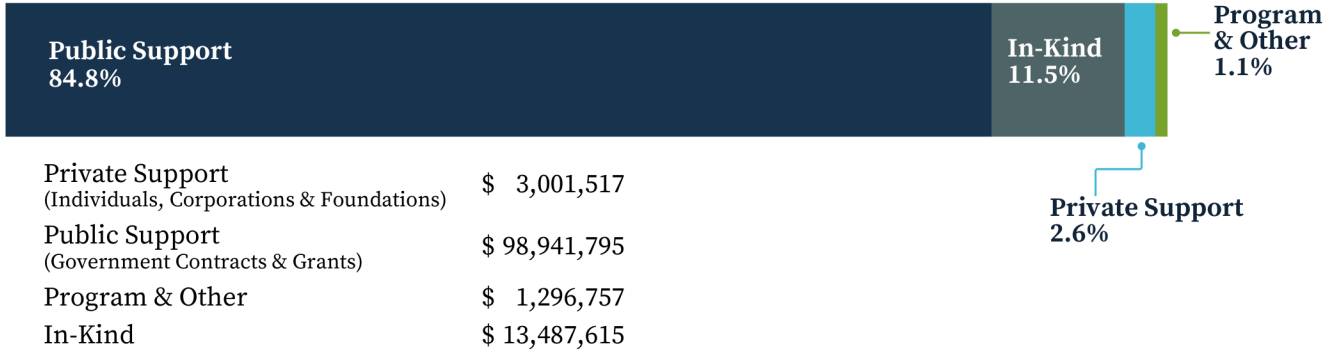 Public Support
84.8%
In-Kind
11.5%
Program
& Other
1.1%
Private Support
2.6%
Private Support
(Individuals, Corporations & Foundations)
$ 3,001,517
Public Support
(Government Contracts & Grants)
$ 98,941,795
Program & Other $ 1,296,757
In-Kind $ 13,487,615